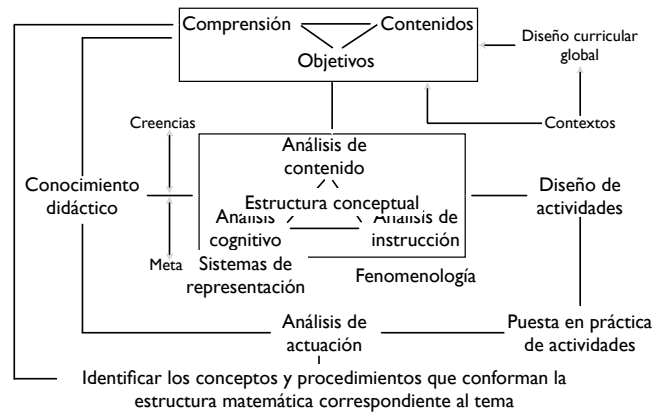 Comprensión
Contenidos
Objetivos
Diseño curricular
global
Creencias
Contextos
Análisis de
contenido
Conocimiento
didáctico
Estructura conceptual
Diseño de
actividades
Análisis
cognitivo
Análisis de
instrucción
Meta
Sistemas de
representación
Fenomenología
Análisis de
actuación
Puesta en práctica
de actividades
Identificar los conceptos y procedimientos que conforman la
estructura matemática correspondiente al tema